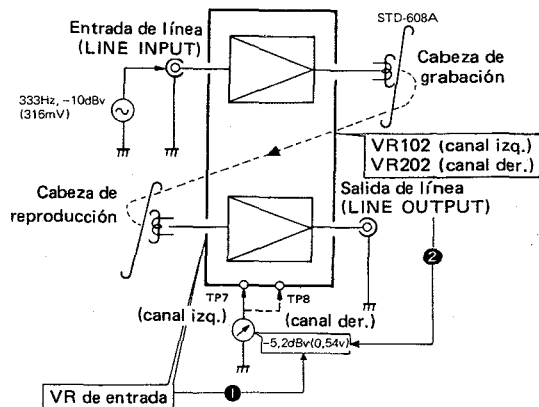 STD-608A
Entrada de línea
(LINE INPUT)
Cabeza de
grabación
333Hz, −10dBv
(316mV)
VR102 (canal izq.)
VR202 (canal der.)
Cabeza de
reproducción
Salida de línea
(LINE OUTPUT)
2
TP7
TP8
(canal izq.)
(canal der.)
−5,2dBv(0,54v)
VR de entrada
1